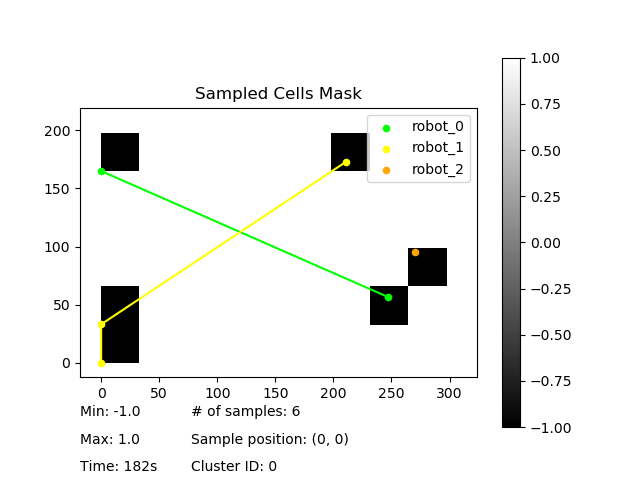 Sampled Cells Mask
robot_0
robot_1
robot_2
200
150
100
50
0
0 50 100 150 200 250 300
1.00
0.75
0.50
0.25
0.00
−0.25
−0.50
−0.75
−1.00
Min: -1.0 # of samples: 6
Max: 1.0 Sample position: (0, 0)
Time: 182s Cluster ID: 0